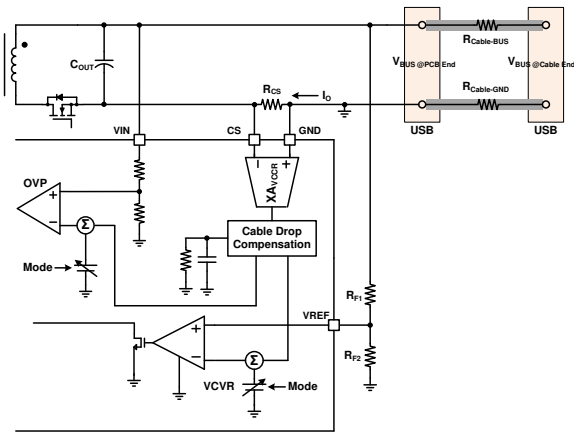 COUT
RCS
IO
RCable-BUS
VBUS @PCB End
VBUS @Cable End
RCable-GND
USB
USB
VIN
CS
GND
OVP
+
−
Σ
Mode
− +
XAVCCR
Cable Drop
Compensation
RF1
VREF
RF2
+
−
Σ
VCVR
Mode